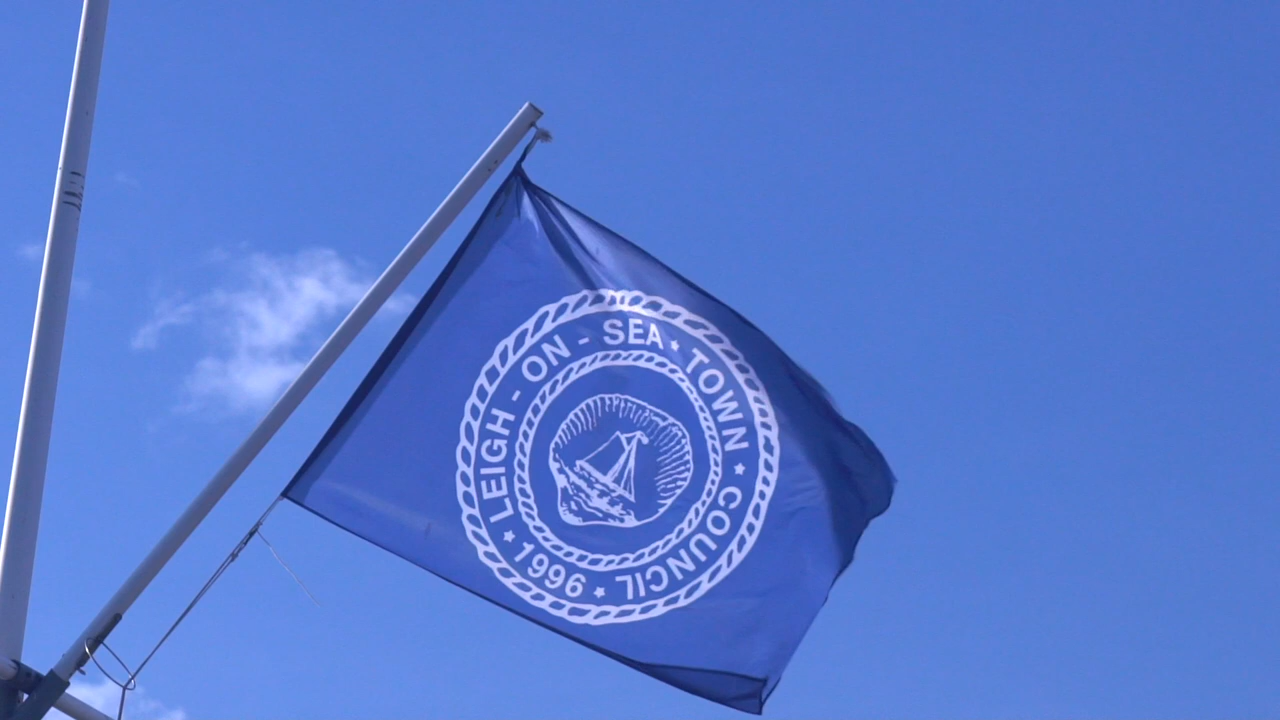 LEIGH - ON - SEA ★ TOWN ★ COUNCIL ★ 1996 ★